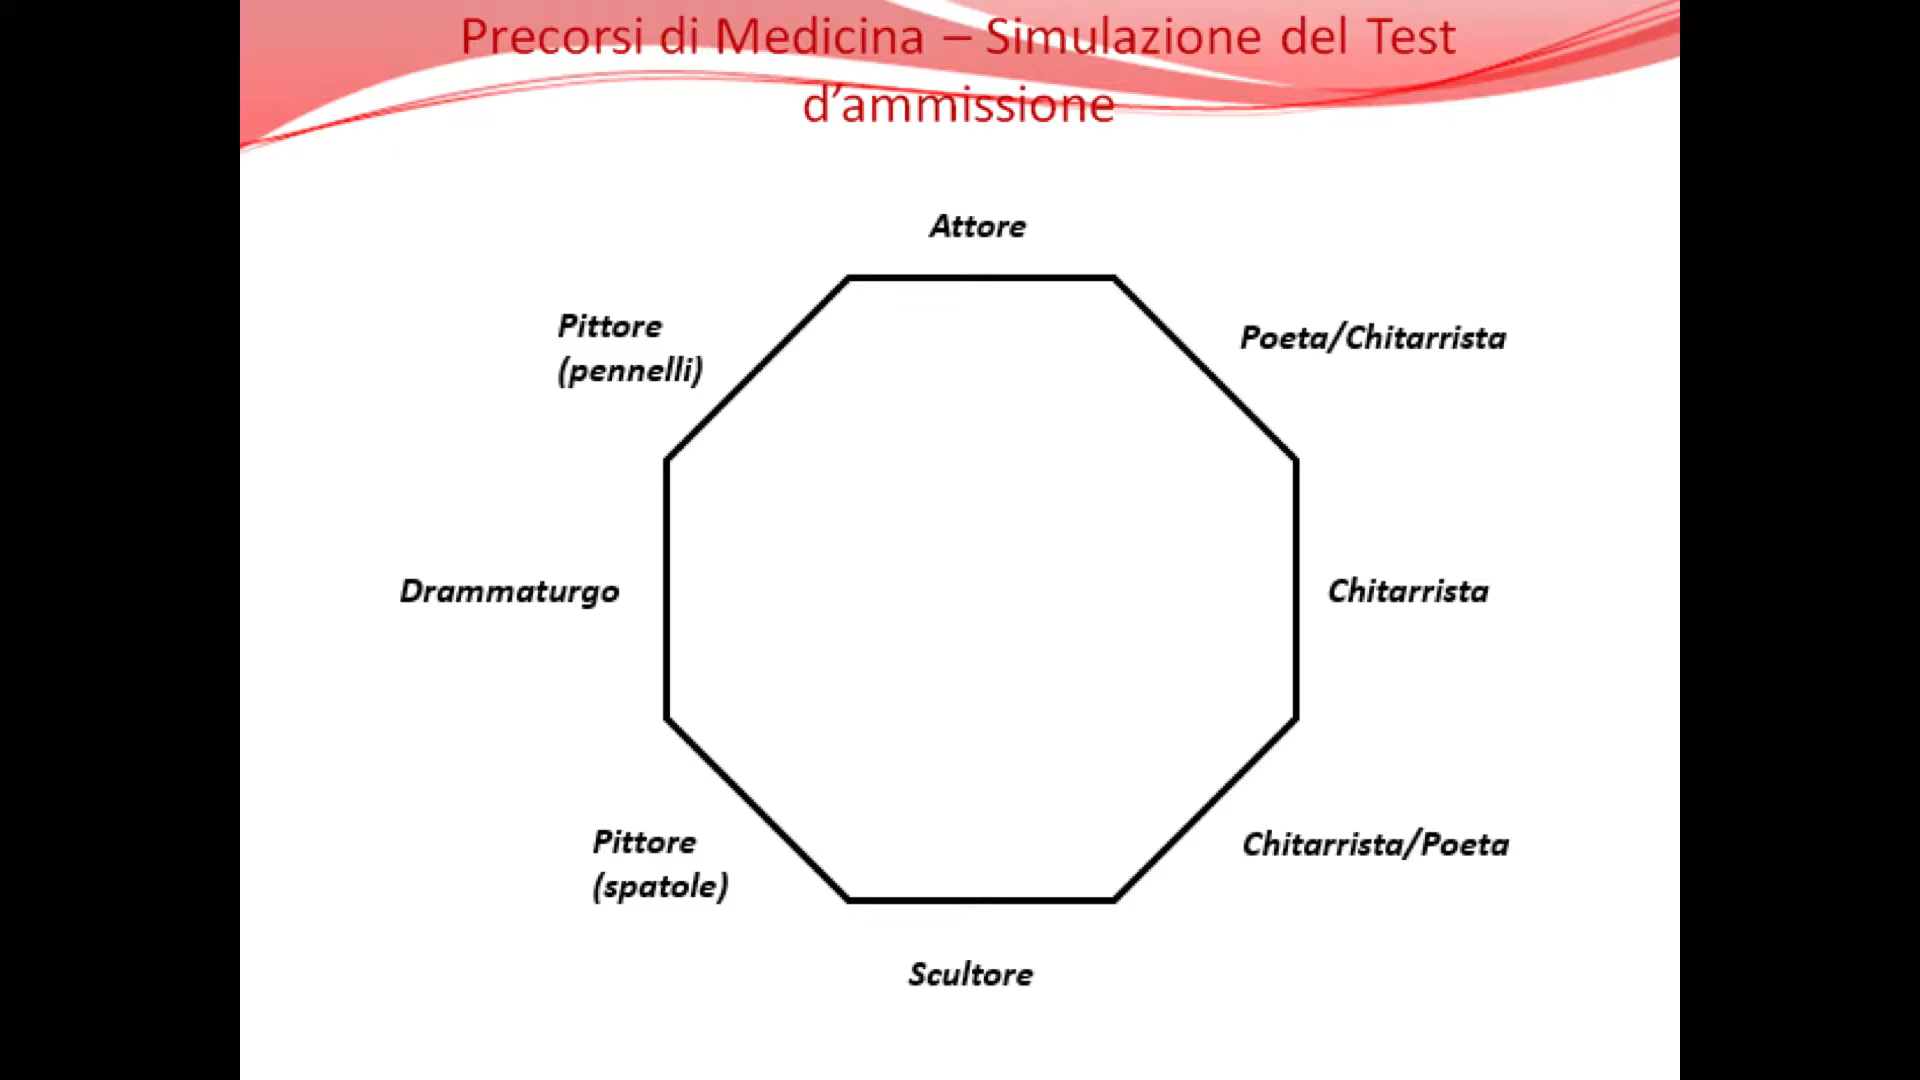 Precorsi di Medicina – Simulazione del Test
d’ammissione
Attore
Pittore
(pennelli)
Poeta/Chitarrista
Drammaturgo
Chitarrista
Pittore
(spatole)
Chitarrista/Poeta
Scultore